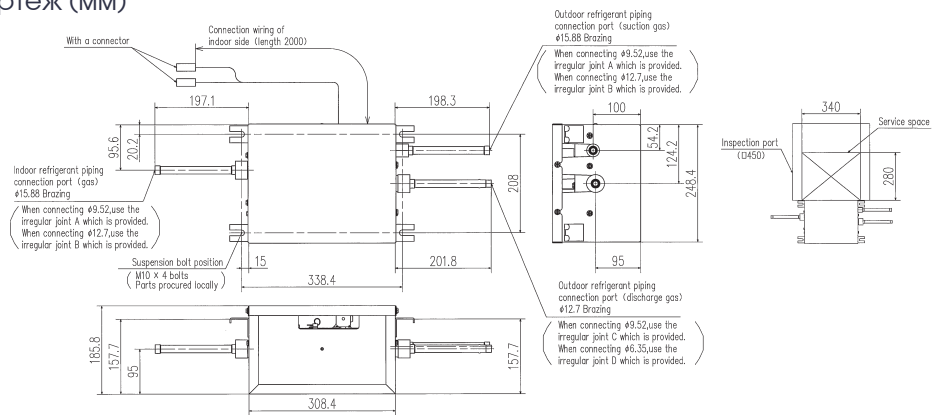 ртеж (мм)
With a connector
Connection wiring of
indoor side (length 2000)
Outdoor refrigerant piping
connection port (suction gas)
φ15.88 Brazing
When connecting φ9.52,use the
irregular joint A which is provided.
When connecting φ12.7,use the
irregular joint B which is provided.
197.1
198.3
95.6
20.2
208
Indoor refrigerant piping
connection port (gas)
φ15.88 Brazing
When connecting φ9.52,use the
irregular joint A which is provided.
When connecting φ12.7,use the
irregular joint B which is provided.
Suspension bolt position
M10 × 4 bolts
Parts procured locally
15
338.4
201.8
100
54.2
124.2
248.4
95
340
Service space
Inspection port
(□450)
280
Outdoor refrigerant piping
connection port (discharge gas)
φ12.7 Brazing
When connecting φ9.52,use the
irregular joint C which is provided.
When connecting φ6.35,use the
irregular joint D which is provided.
185.8
157.7
95
157.7
308.4